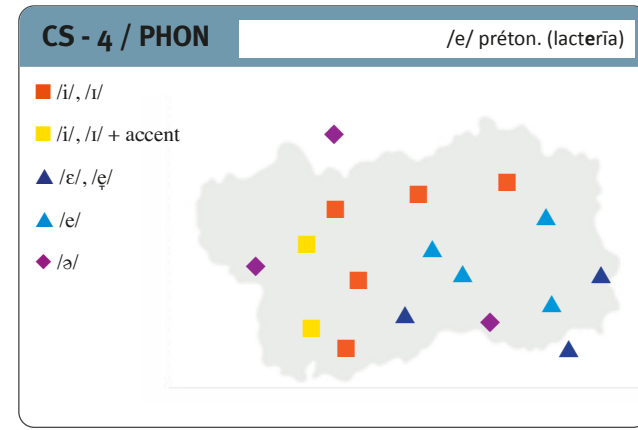 CS - 4 / PHON
/e/ préton. (lacterīa)
/i/, /ɪ/
/i/, /ɪ/ + accent
/ɛ/, /ẹ/
/e/
/ə/